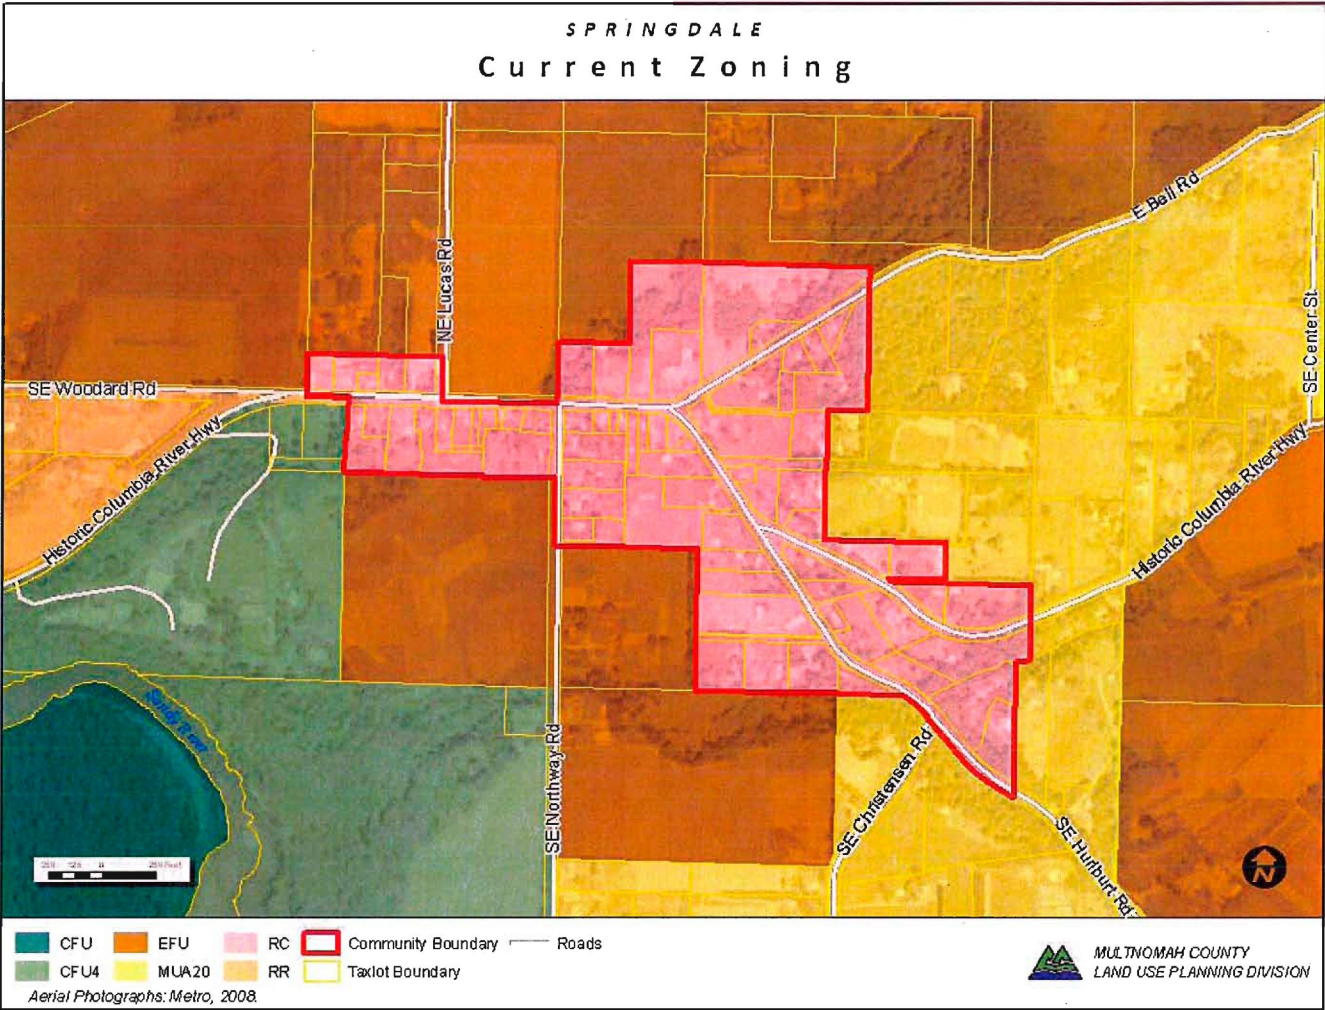 SPRINGDALE
Current Zoning
E Bell Rd
NE Lucas Rd
SE Center St
SE Woodard Rd
Historic Columbia River Hwy
Historic Columbia River Hwy
Sandy River
SE Northway Rd
SE Christensen Rd
SE Hurlburt Rd
N
CFU
EFU
RC
Community Boundary
Roads
CFU4
MUA20
RR
Taxlot Boundary
Aerial Photographs: Metro, 2008.
MULTNOMAH COUNTY
LAND USE PLANNING DIVISION